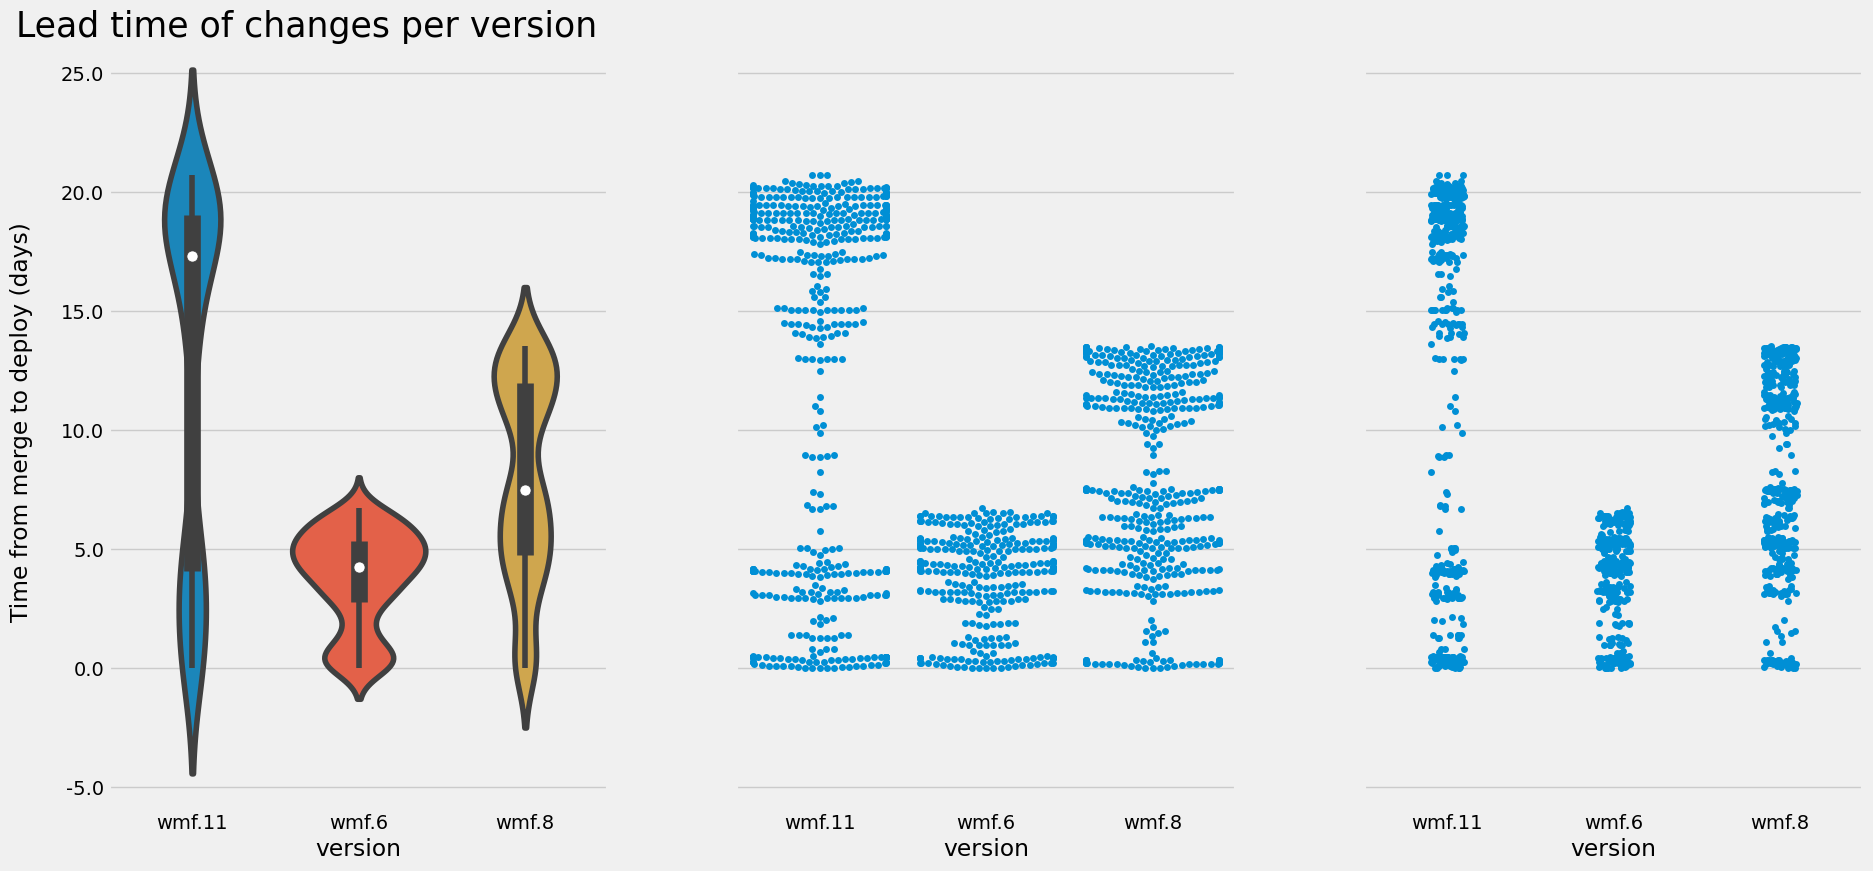 Lead time of changes per version
Time from merge to deploy (days)
25.0
20.0
15.0
10.0
5.0
0.0
-5.0
wmf.11 wmf.6 wmf.8
version
wmf.11 wmf.6 wmf.8
version
wmf.11 wmf.6 wmf.8
version